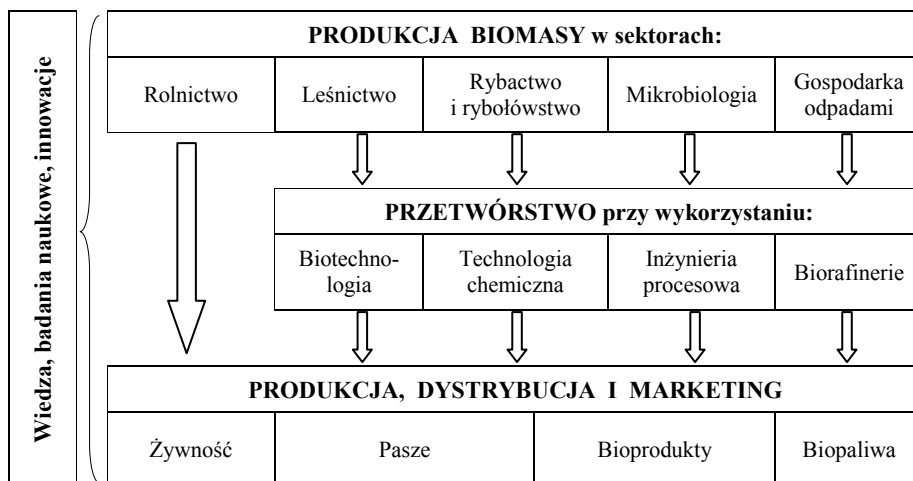 Wiedza, badania naukowe, innowacje
PRODUKCJA BIOMASY w sektorach:
Rolnictwo
Leśnictwo
Rybactwo
i rybołówstwo
Mikrobiologia
Gospodarka
odpadami
PRZETWÓRSTWO przy wykorzystaniu:
Biotechno-
logia
Technologia
chemiczna
Inżynieria
procesowa
Biorafinerie
PRODUKCJA, DYSTRYBUCJA I MARKETING
Żywność
Pasze
Bioprodukty
Biopaliwa